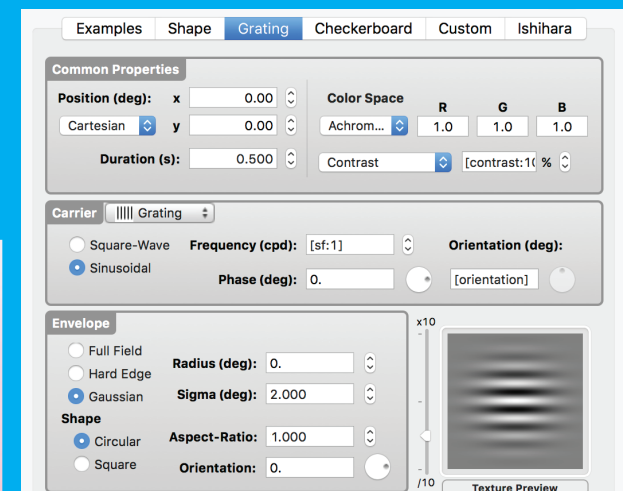 Examples Shape Grating Checkerboard Custom Ishihara
Common Properties
Position (deg): x 0.00 Color Space R G B
Cartesian y 0.00 Achrom... 1.0 1.0 1.0
Duration (s): 0.500 Contrast [contrast:10 %
Carrier Grating
Square-Wave Frequency (cpd): [sf:1] Orientation (deg):
Sinusoidal Phase (deg): 0. [orientation]
Envelope x10
Full Field
Radius (deg): 0.
Hard Edge
Gaussian Sigma (deg): 2.000
Shape
Circular Aspect-Ratio: 1.000
Square Orientation: 0.
/10 Texture Preview